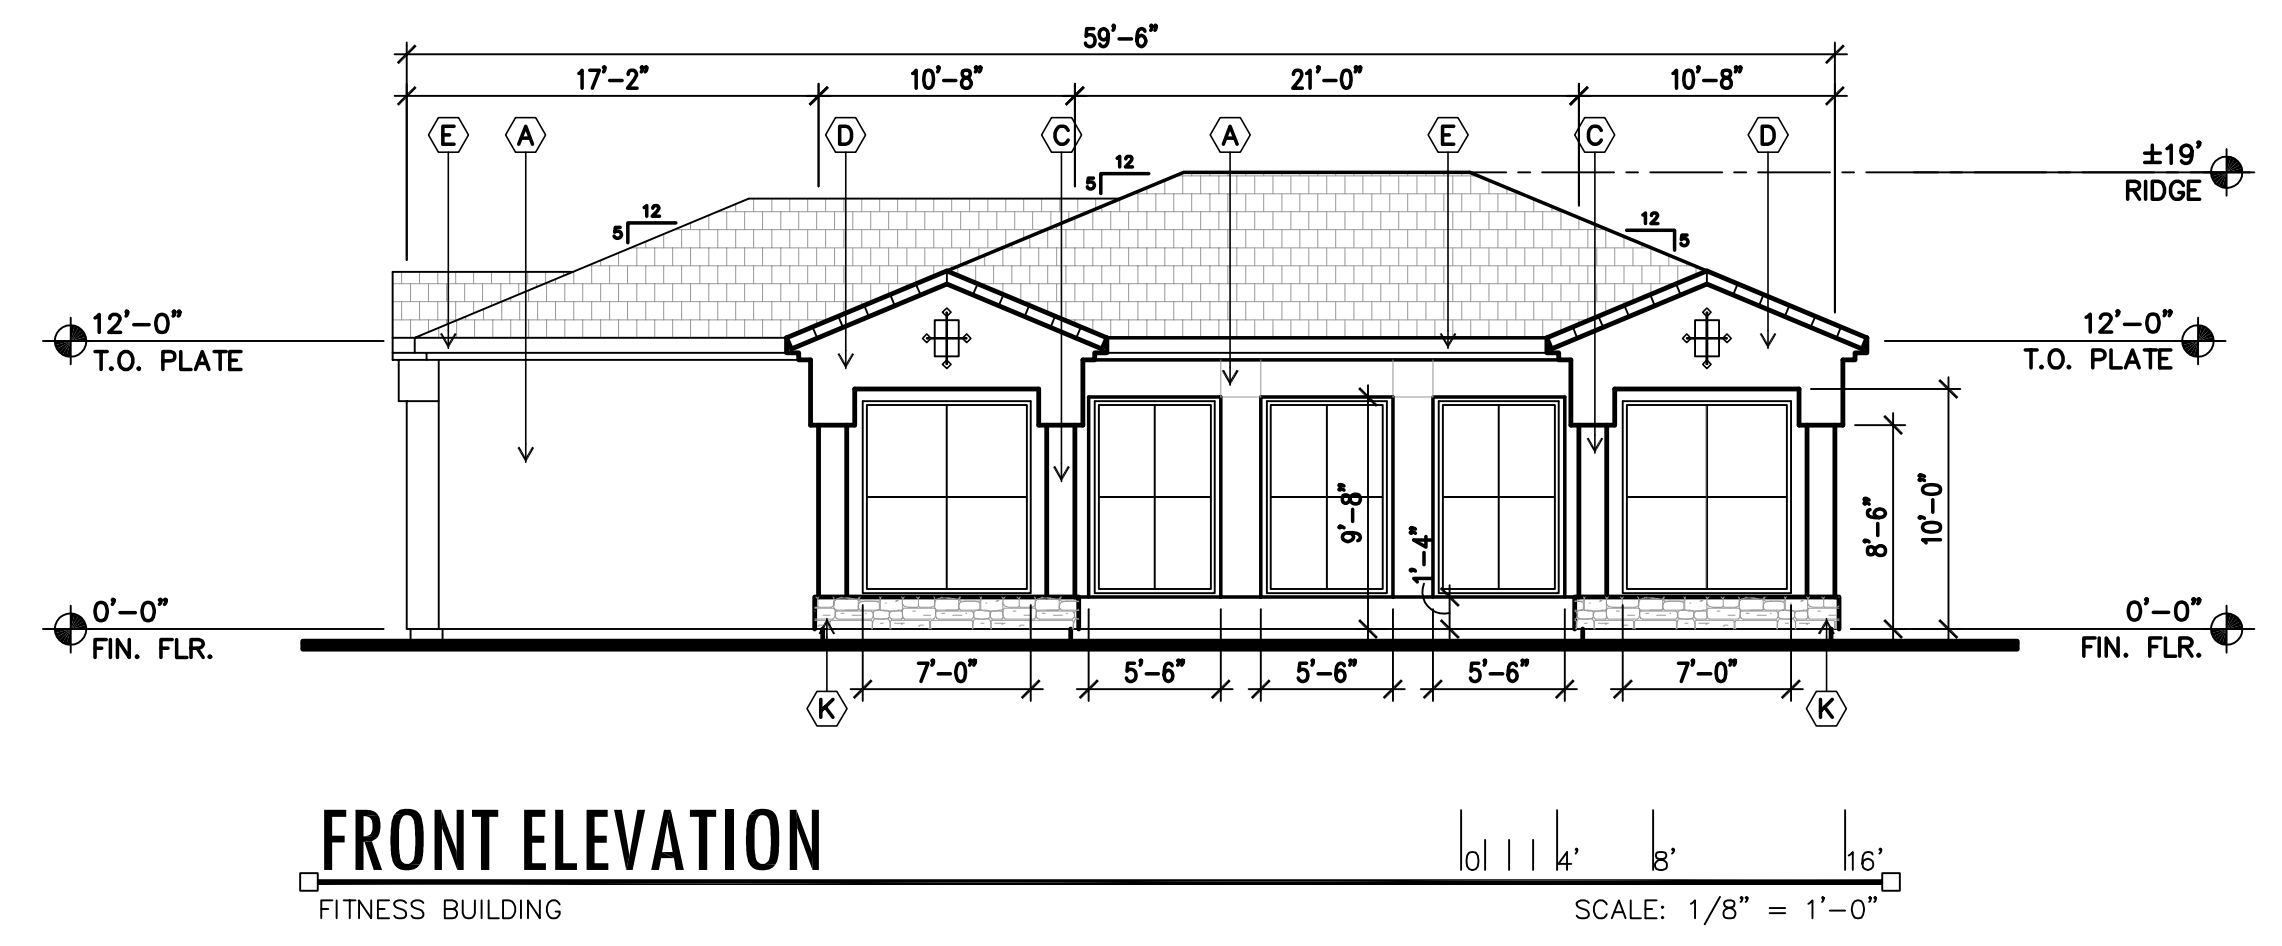 59'-6"
17'-2" 10'-8" 21'-0" 10'-8"
E A D C A E C D
12
5
12
5
12
5
±19'
RIDGE
12'-0"
T.O. PLATE
12'-0"
T.O. PLATE
9'-8"
1'-4"
8'-6"
10'-0"
0'-0"
FIN. FLR.
0'-0"
FIN. FLR.
7'-0" 5'-6" 5'-6" 5'-6" 7'-0"
K K
FRONT ELEVATION
0 4' 8' 16'
FITNESS BUILDING
SCALE: 1/8" = 1'-0"